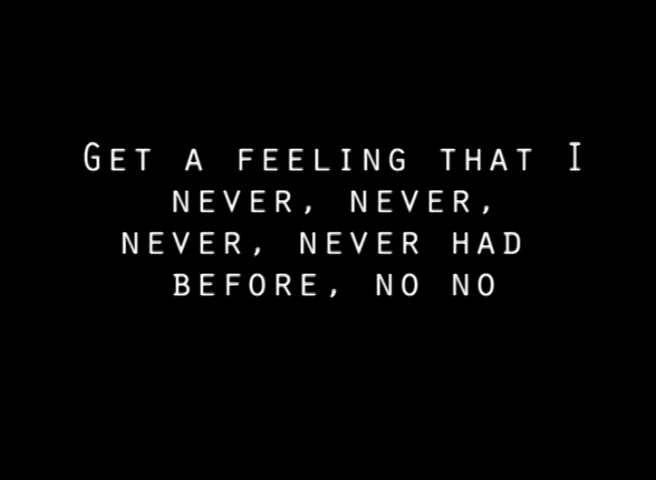 Get a feeling that I
never, never,
never, never had
before, no no